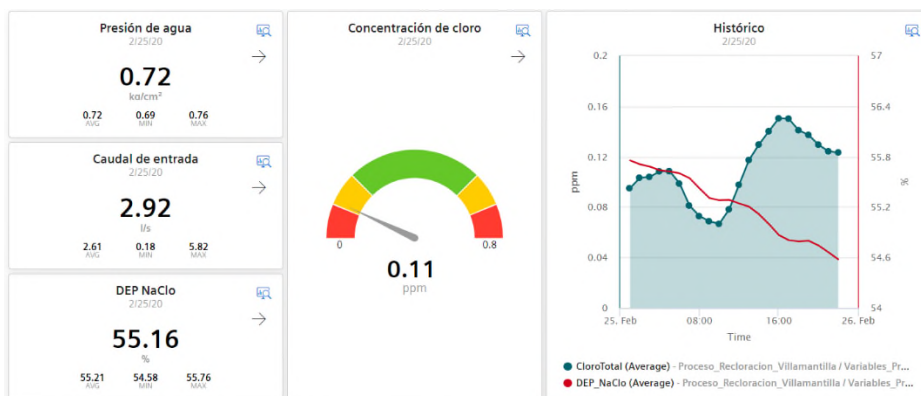 Presión de agua
2/25/20
0.72
kg/cm²
0.72 0.69 0.76
AVG MIN MAX
Caudal de entrada
2/25/20
2.92
l/s
2.61 0.18 5.82
AVG MIN MAX
DEP NaClo
2/25/20
55.16
%
55.21 54.58 55.76
AVG MIN MAX
Concentración de cloro
2/25/20
0 0.8
0.11
ppm
Histórico
2/25/20
0.2 57
0.16 56.4
0.12 55.8
ppm %
0.08 55.2
0.04 54.6
0 54
25. Feb 08:00 16:00 26. Feb
Time
CloroTotal (Average) - Proceso_Recloracion_Villamantilla / Variables_Pr...
DEP_NaClo (Average) - Proceso_Recloracion_Villamantilla / Variables_Pr...